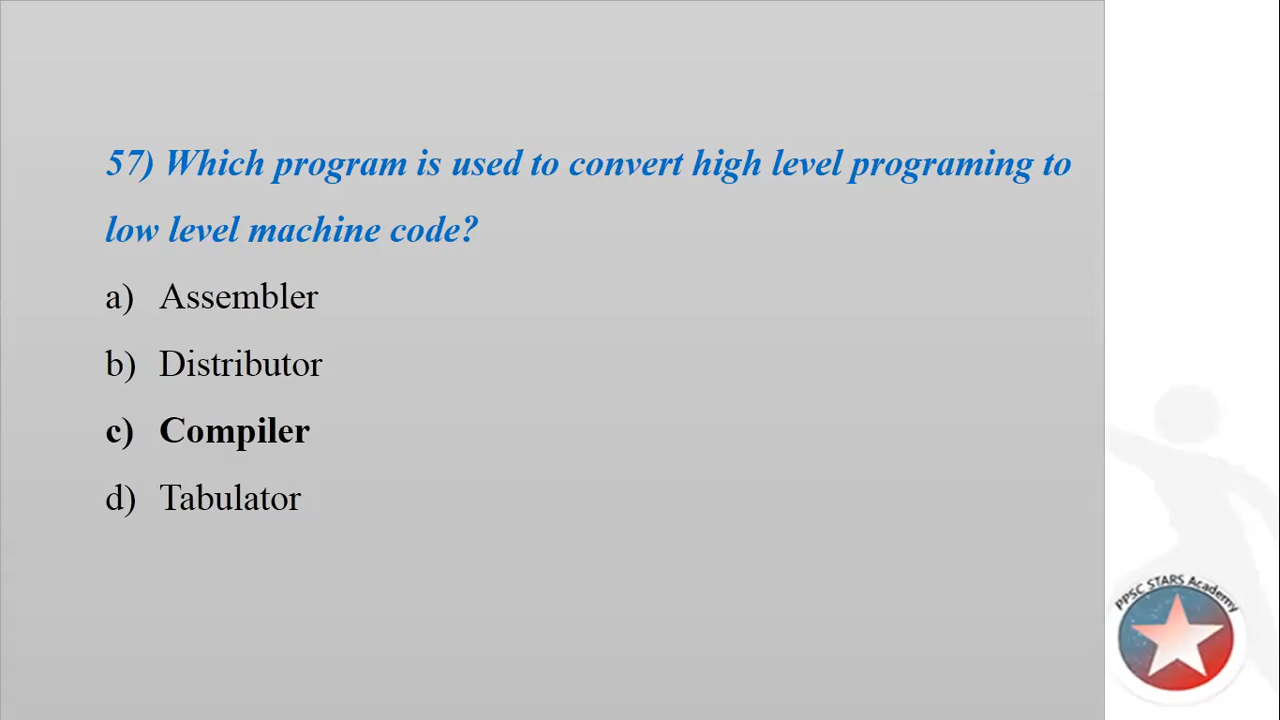 57) Which program is used to convert high level programing to
low level machine code?
a) Assembler
b) Distributor
c) Compiler
d) Tabulator
PPSC STARS Academy